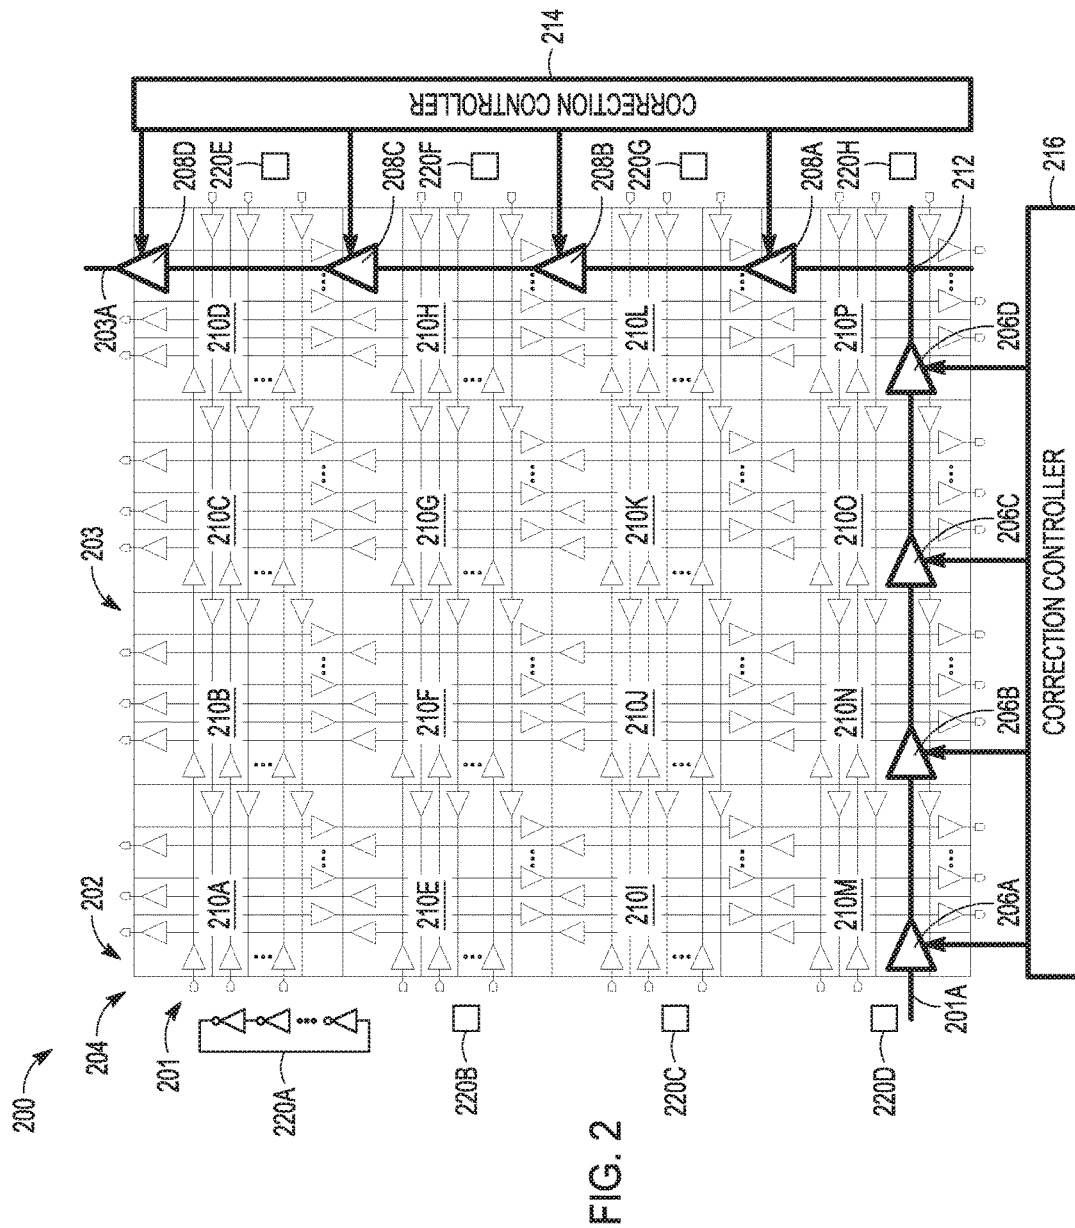 200
204
202
203
201
214
CORRECTION CONTROLLER
203A
208D
220E
208C
220F
208B
220G
208A
220H
212
216
210A
210B
210C
210D
210E
210F
210G
210H
210I
210J
210K
210L
210M
210N
210O
210P
220A
220B
220C
220D
201A
206A
206B
206C
206D
CORRECTION CONTROLLER
FIG. 2